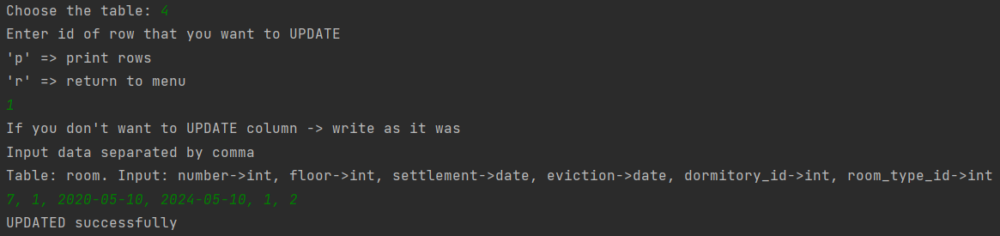 Choose the table: 4
Enter id of row that you want to UPDATE
'p' => print rows
'r' => return to menu
1
If you don't want to UPDATE column -> write as it was
Input data separated by comma
Table: room. Input: number->int, floor->int, settlement->date, eviction->date, dormitory_id->int, room_type_id->int
7, 1, 2020-05-10, 2024-05-10, 1, 2
UPDATED successfully